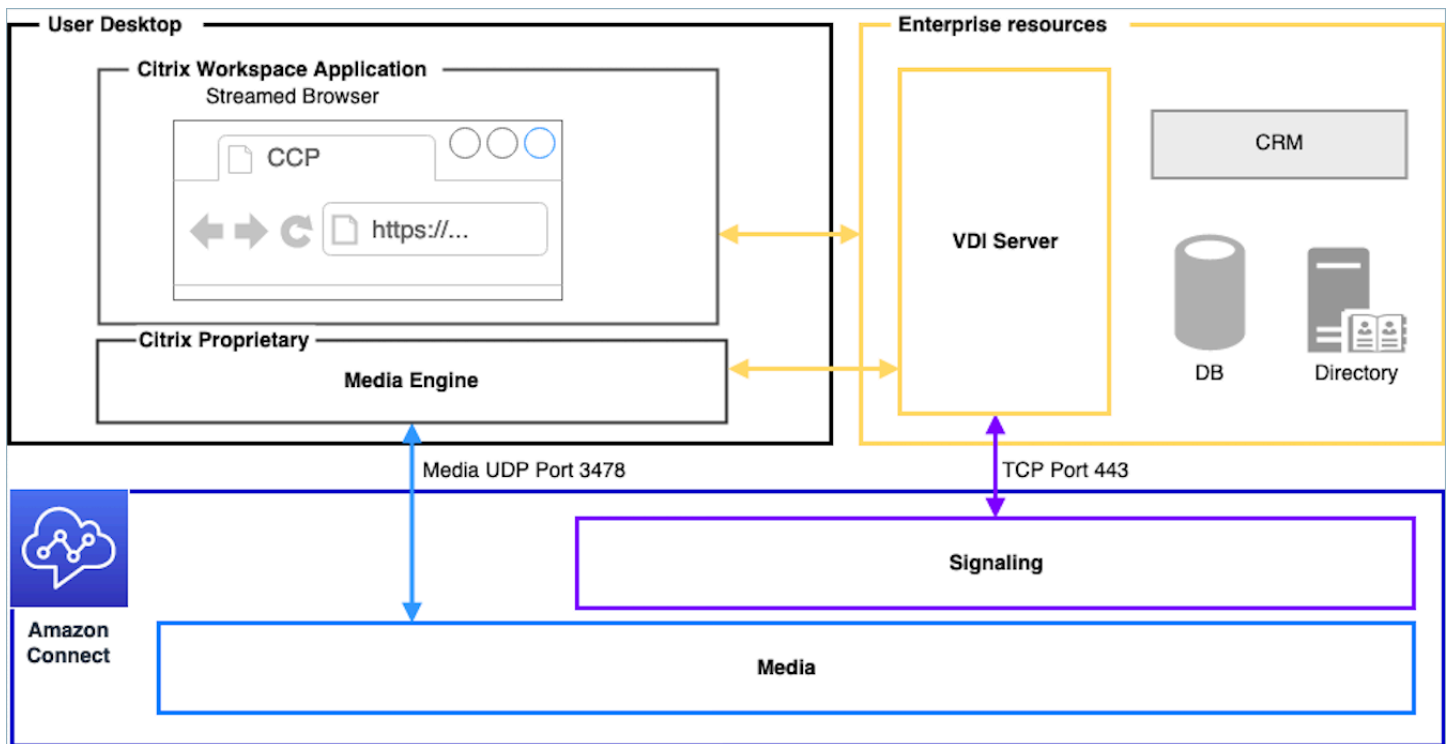 User Desktop
Enterprise resources
Citrix Workspace Application
Streamed Browser
CCP
https://...
VDI Server
CRM
DB
Directory
Citrix Proprietary
Media Engine
Media UDP Port 3478
TCP Port 443
Amazon
Connect
Signaling
Media